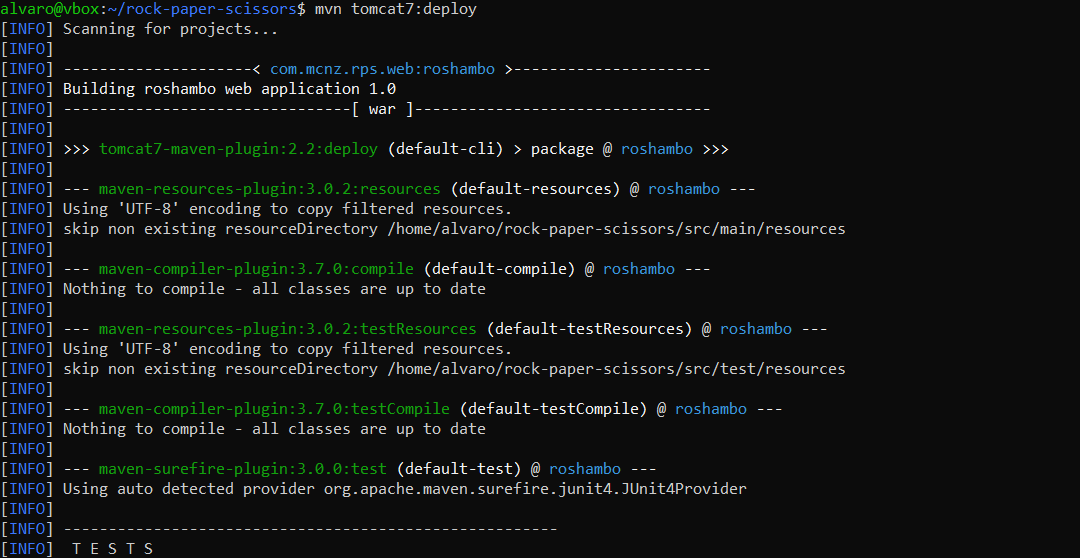 alvaro@vbox:~/rock-paper-scissors$ mvn tomcat7:deploy
[INFO] Scanning for projects...
[INFO]
[INFO] ---------------------< com.mcnz.rps.web:roshambo >----------------------
[INFO] Building roshambo web application 1.0
[INFO] --------------------------------[ war ]---------------------------------
[INFO]
[INFO] >>> tomcat7-maven-plugin:2.2:deploy (default-cli) > package @ roshambo >>>
[INFO]
[INFO] --- maven-resources-plugin:3.0.2:resources (default-resources) @ roshambo ---
[INFO] Using 'UTF-8' encoding to copy filtered resources.
[INFO] skip non existing resourceDirectory /home/alvaro/rock-paper-scissors/src/main/resources
[INFO]
[INFO] --- maven-compiler-plugin:3.7.0:compile (default-compile) @ roshambo ---
[INFO] Nothing to compile - all classes are up to date
[INFO]
[INFO] --- maven-resources-plugin:3.0.2:testResources (default-testResources) @ roshambo ---
[INFO] Using 'UTF-8' encoding to copy filtered resources.
[INFO] skip non existing resourceDirectory /home/alvaro/rock-paper-scissors/src/test/resources
[INFO]
[INFO] --- maven-compiler-plugin:3.7.0:testCompile (default-testCompile) @ roshambo ---
[INFO] Nothing to compile - all classes are up to date
[INFO]
[INFO] --- maven-surefire-plugin:3.0.0:test (default-test) @ roshambo ---
[INFO] Using auto detected provider org.apache.maven.surefire.junit4.JUnit4Provider
[INFO]
[INFO] -------------------------------------------------------
[INFO]  T E S T S